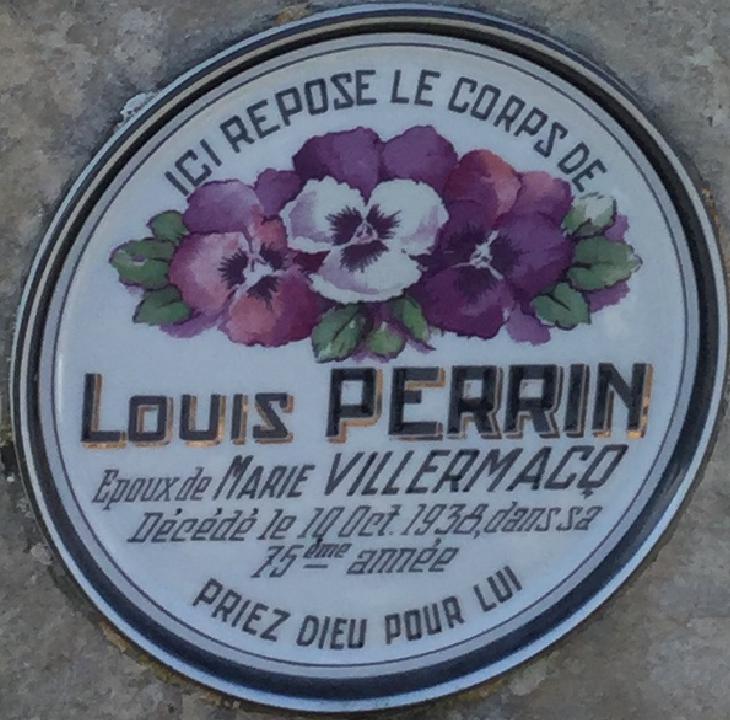 ICI REPOSE LE CORPS DE
Louis PERRIN
Epoux de MARIE VILLERMACQ
Décédé le 10 Oct. 1938, dans sa
75ème année
PRIEZ DIEU POUR LUI